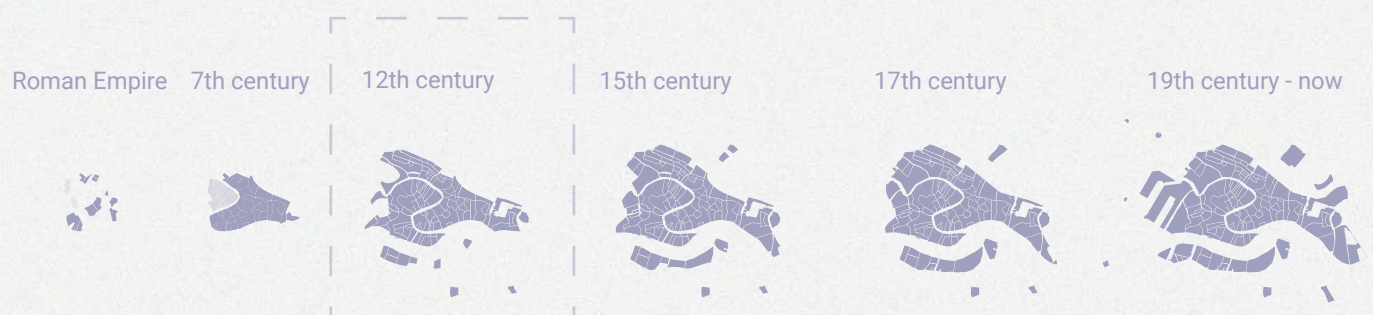 Roman Empire
7th century
12th century
15th century
17th century
19th century - now